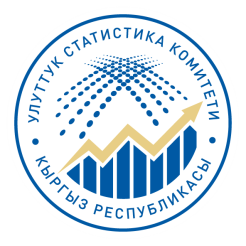 УЛУТТУК СТАТИСТИКА КОМИТЕТИ
КЫРГЫЗ РЕСПУБЛИКАСЫ